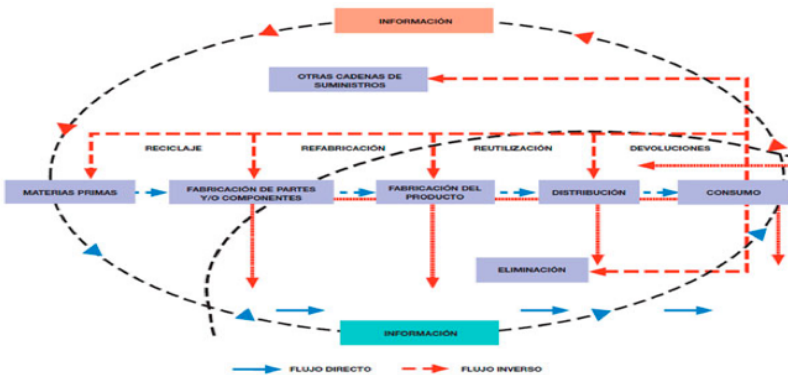 INFORMACIÓN
OTRAS CADENAS DE
SUMINISTROS
RECICLAJE
REFABRICACIÓN
REUTILIZACIÓN
DEVOLUCIONES
MATERIAS PRIMAS
FABRICACIÓN DE PARTES
Y/O COMPONENTES
FABRICACIÓN DEL
PRODUCTO
DISTRIBUCIÓN
CONSUMO
ELIMINACIÓN
INFORMACIÓN
FLUJO DIRECTO
FLUJO INVERSO